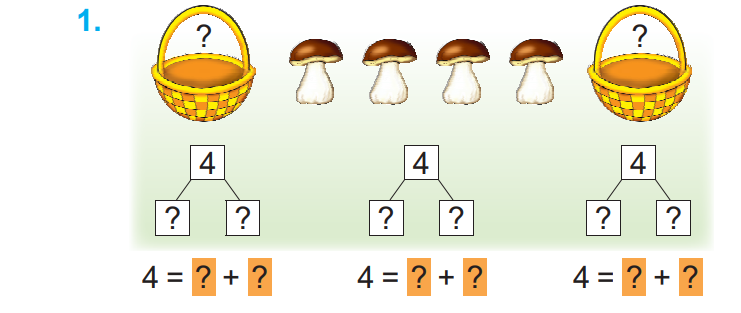 1.
? ?
4 4 4
? ? ? ? ? ?
4 = ? + ? 4 = ? + ? 4 = ? + ?